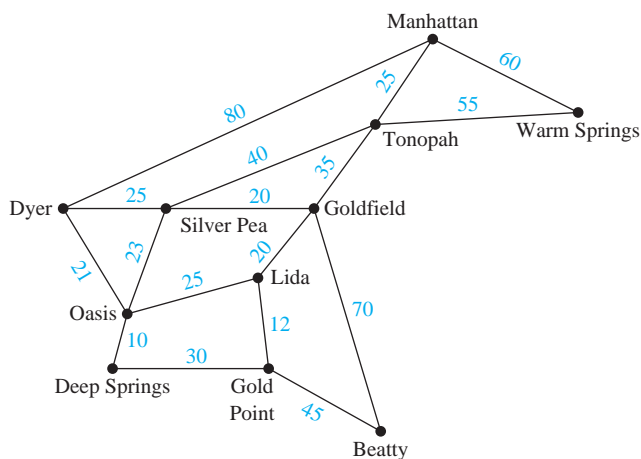 Manhattan
60
25
80
55
Tonopah
Warm Springs
40
35
25
20
Dyer
Silver Pea
Goldfield
23
20
21
25
Lida
Oasis
70
12
10
30
Deep Springs
Gold
Point
45
Beatty